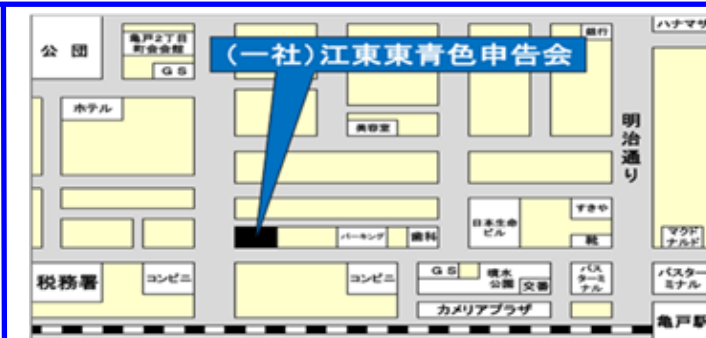 公団
亀戸2丁目
町会会館
GS
(一社)江東東青色申告会
銀行
ハナマサ
ホテル
美容室
明治通り
すきや
日本生命
ビル
靴
パーキング
歯科
マクド
ナルド
税務署
コンビニ
コンビニ
GS
噴水
公園
交番
バス
ターミ
ナル
バスター
ミナル
カメリアプラザ
亀戸駅